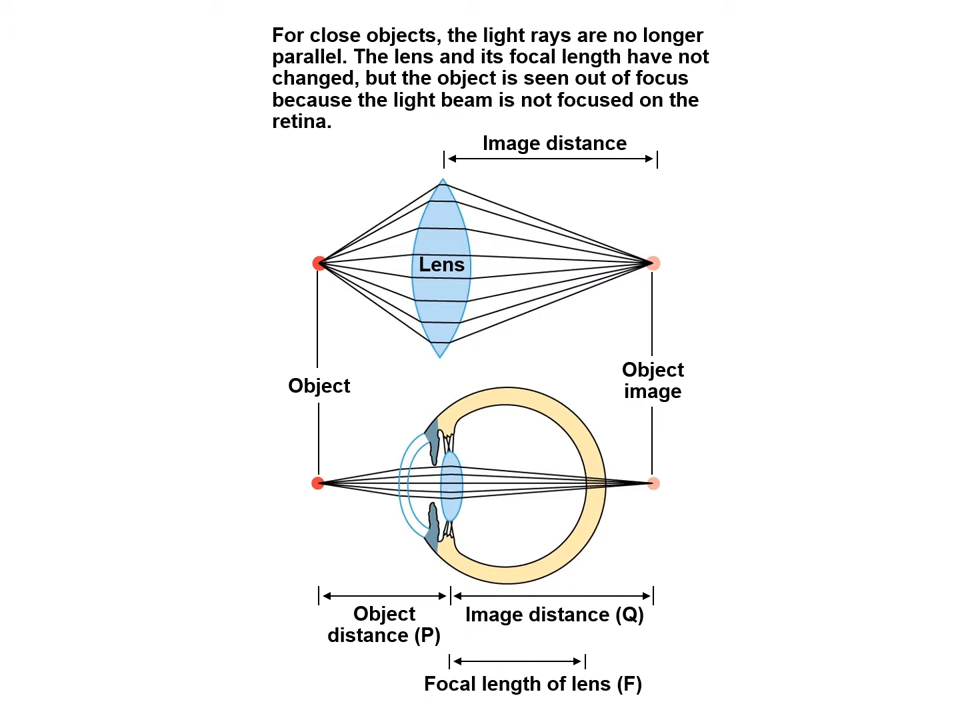 For close objects, the light rays are no longer
parallel. The lens and its focal length have not
changed, but the object is seen out of focus
because the light beam is not focused on the
retina.
Image distance
Lens
Object
Object
image
Object
distance (P)
Image distance (Q)
Focal length of lens (F)